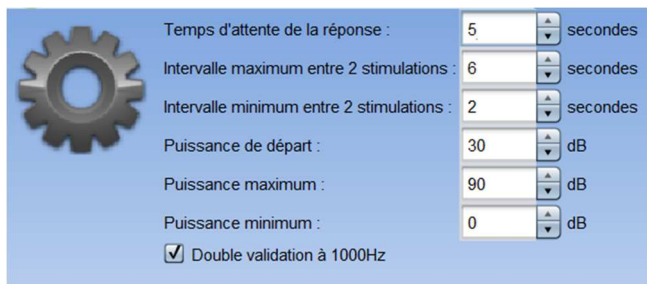 Temps d'attente de la réponse : 5 secondes
Intervalle maximum entre 2 stimulations : 6 secondes
Intervalle minimum entre 2 stimulations : 2 secondes
Puissance de départ : 30 dB
Puissance maximum : 90 dB
Puissance minimum : 0 dB
Double validation à 1000Hz